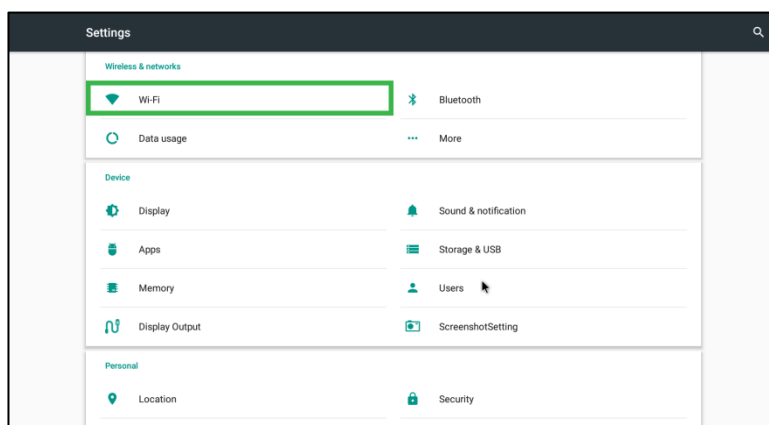 Settings
Wireless & networks
Wi-Fi
Bluetooth
Data usage
More
Device
Display
Sound & notification
Apps
Storage & USB
Memory
Users
Display Output
ScreenshotSetting
Personal
Location
Security